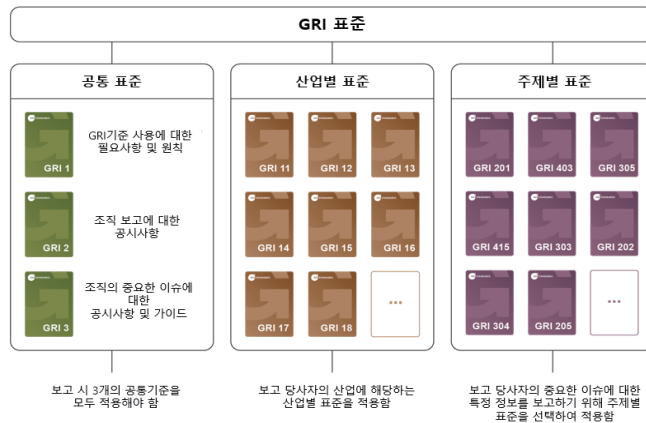 GRI 표준
공통 표준
GRI 1
GRI기준 사용에 대한
필요사항 및 원칙
GRI 2
조직 보고에 대한
공시사항
GRI 3
조직의 중요한 이슈에
대한
공시사항 및 가이드
보고 시 3개의 공통기준을
모두 적용해야 함
산업별 표준
GRI 11 GRI 12 GRI 13
GRI 14 GRI 15 GRI 16
GRI 17 GRI 18 ...
보고 당사자의 산업에 해당하는
산업별 표준을 적용함
주제별 표준
GRI 201 GRI 403 GRI 305
GRI 415 GRI 303 GRI 202
GRI 304 GRI 205 ...
보고 당사자의 중요한 이슈에 대한
특정 정보를 보고하기 위해 주제별
표준을 선택하여 적용함